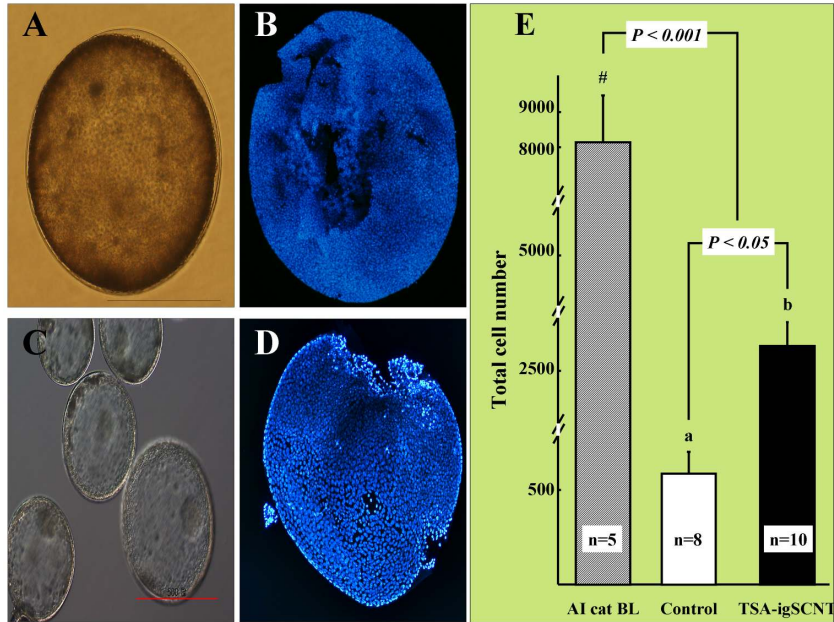 A
B
C
D
E
P < 0.001
#
9000
8000
5000
P < 0.05
b
2500
a
500
Total cell number
n=5
n=8
n=10
AI cat BL
Control
TSA-igSCNT